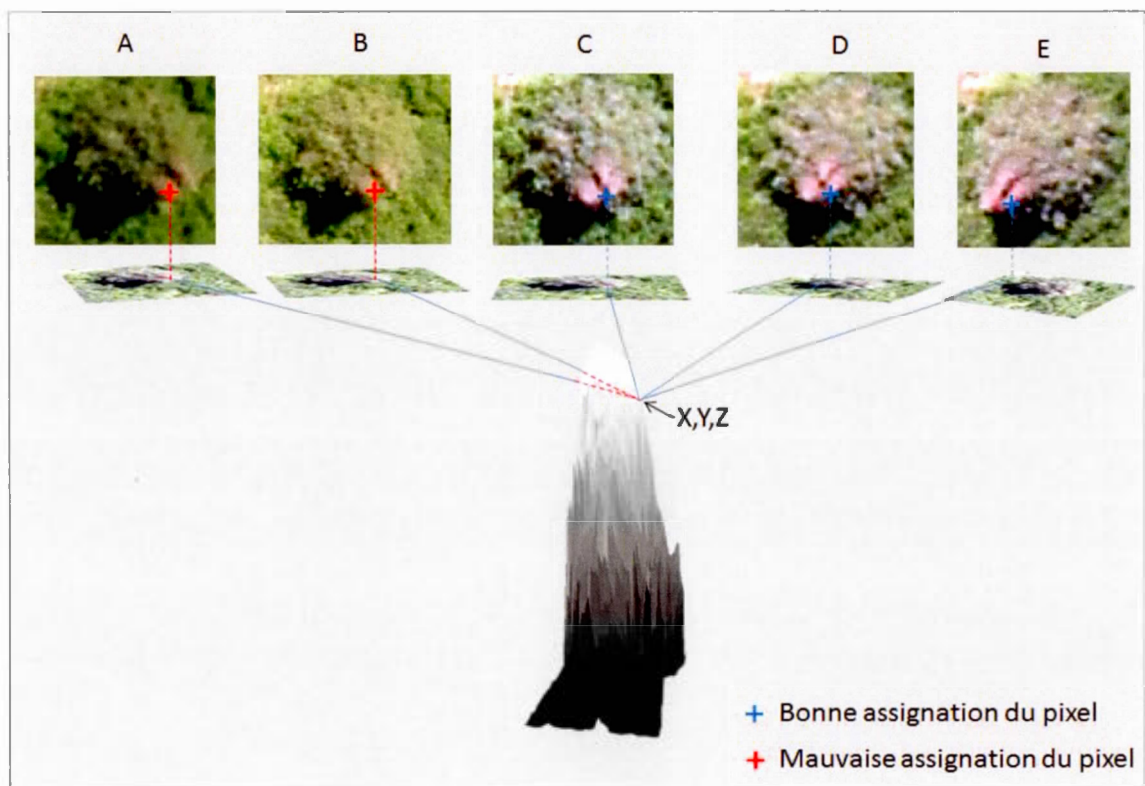 A B C D E
X,Y,Z
Bonne assignation du pixel
Mauvaise assignation du pixel